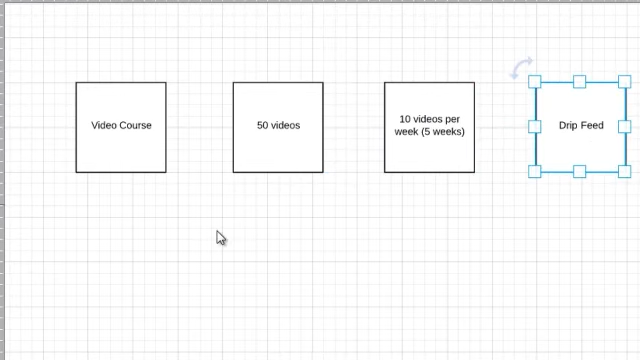 Video Course
50 videos
10 videos per
week (5 weeks)
Drip Feed